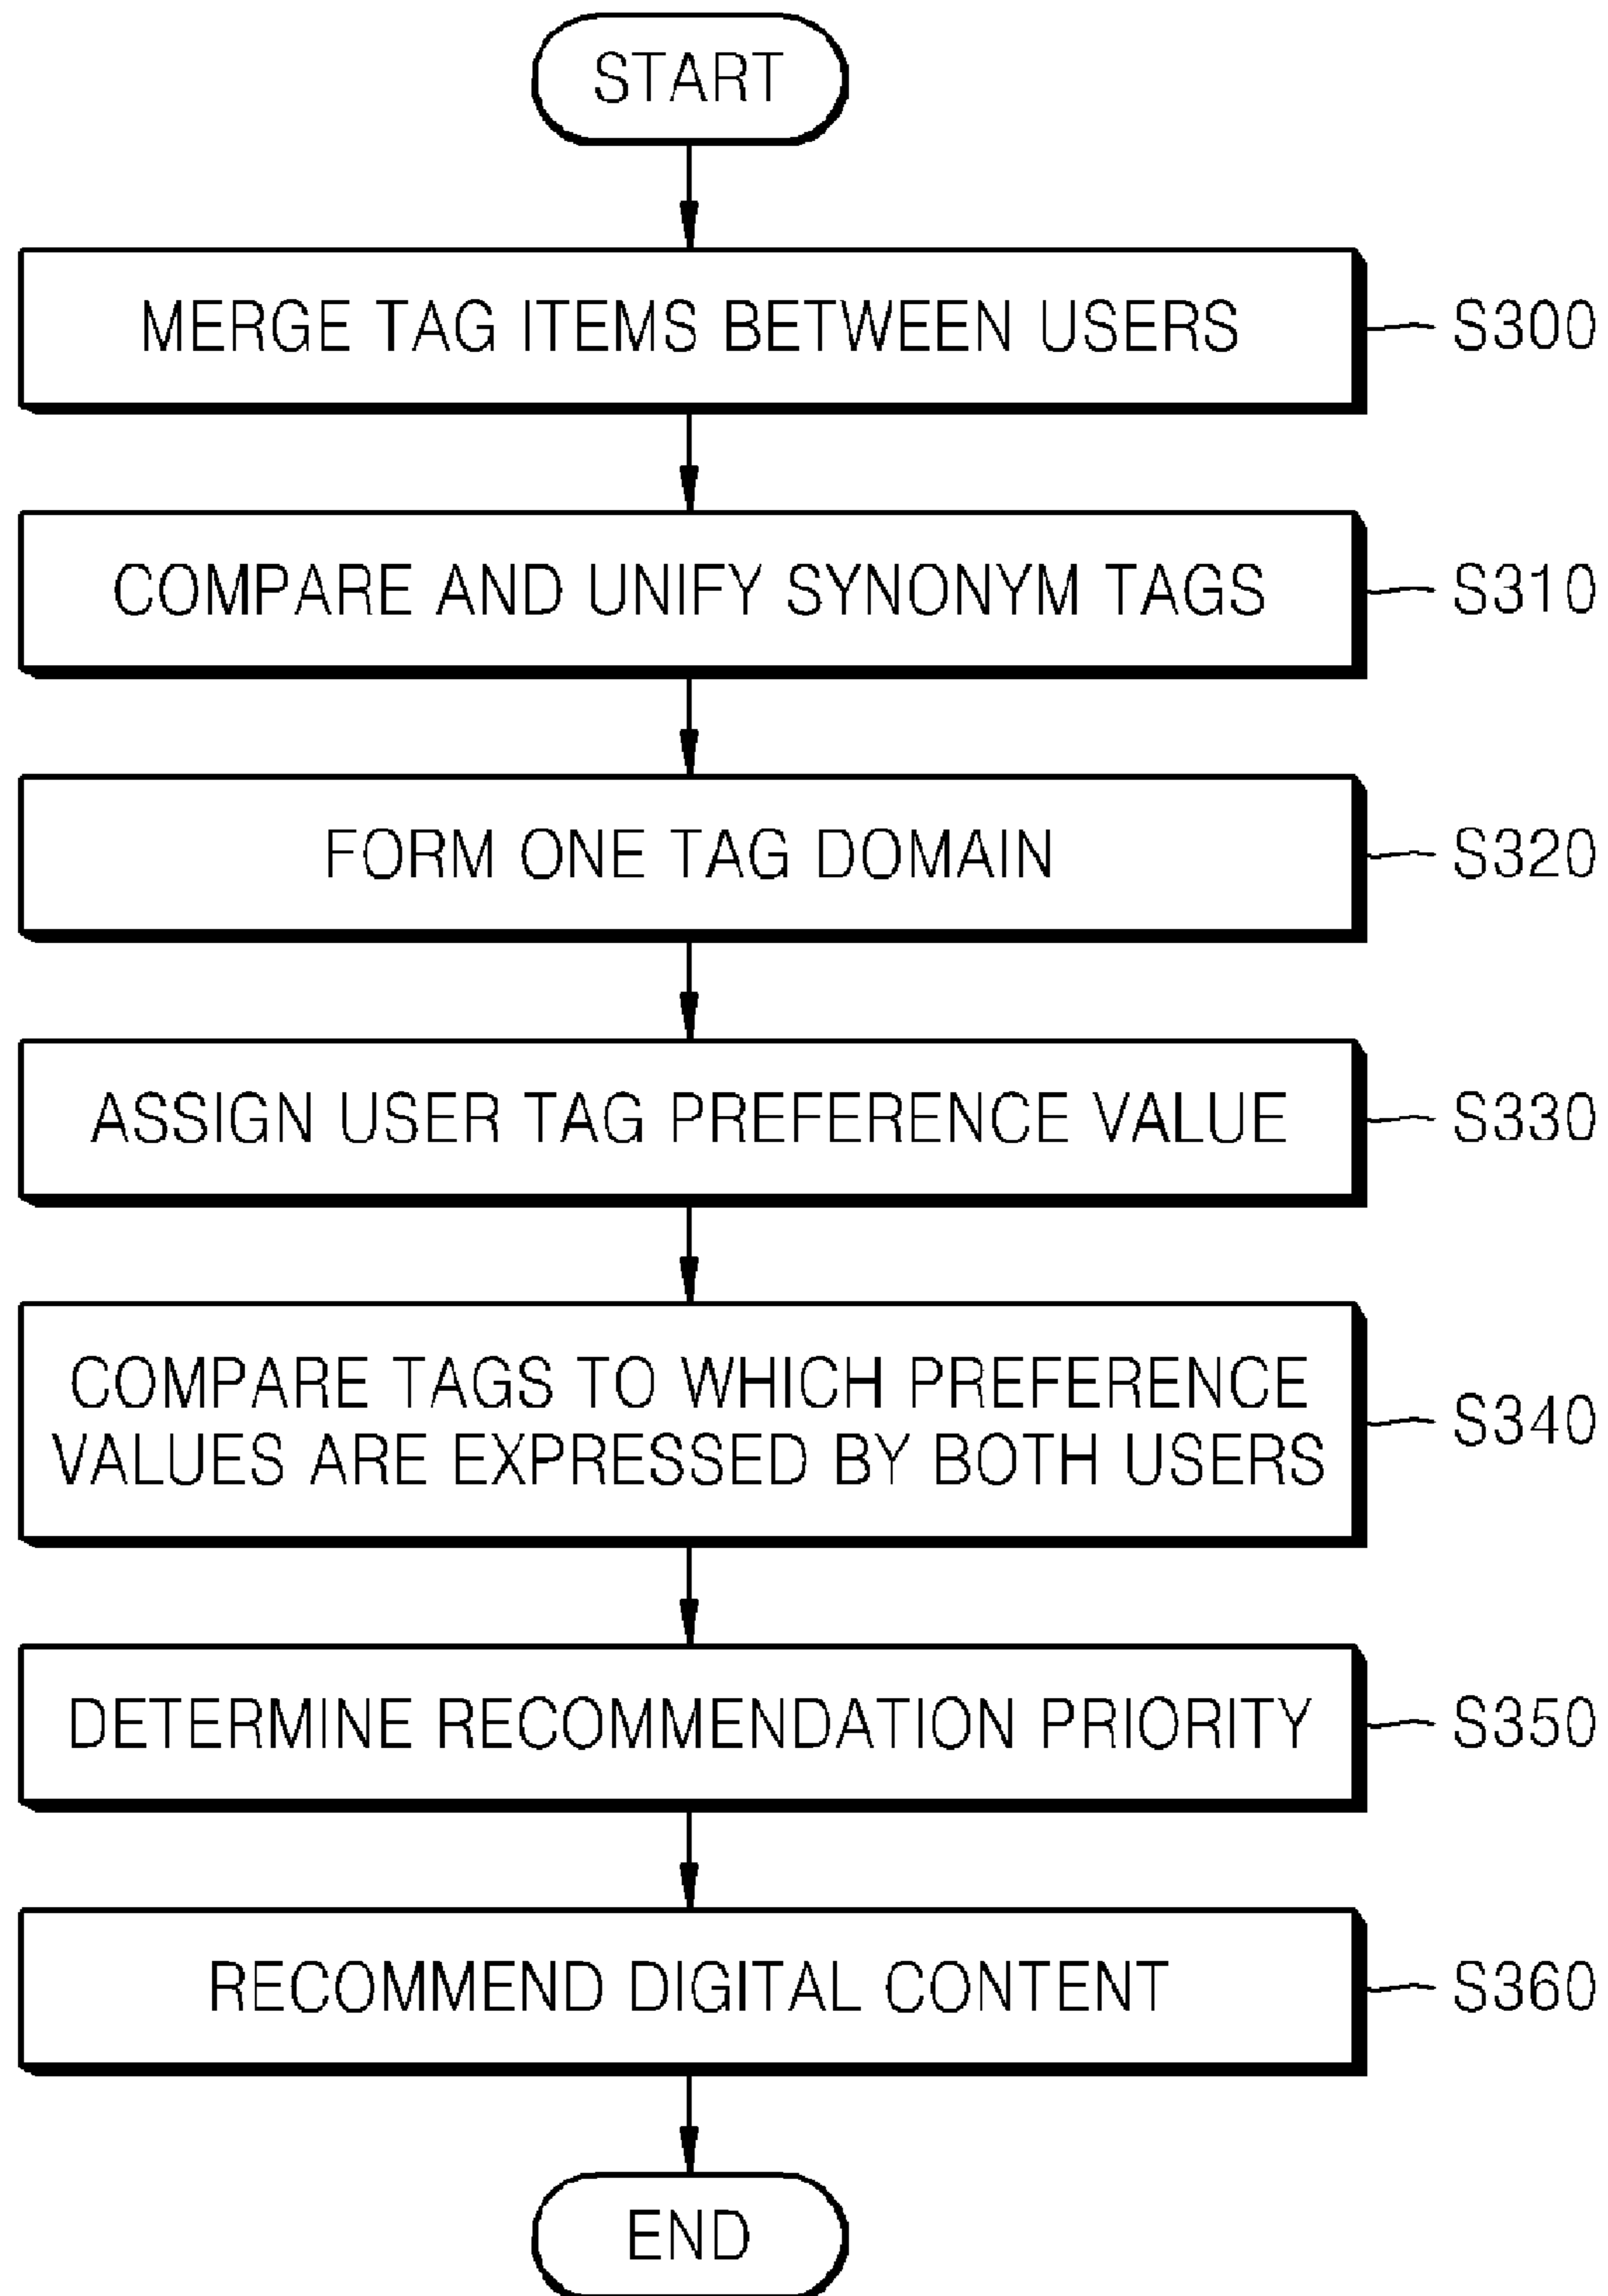 START
MERGE TAG ITEMS BETWEEN USERS
S300
COMPARE AND UNIFY SYNONYM TAGS
S310
FORM ONE TAG DOMAIN
S320
ASSIGN USER TAG PREFERENCE VALUE
S330
COMPARE TAGS TO WHICH PREFERENCE
VALUES ARE EXPRESSED BY BOTH USERS
S340
DETERMINE RECOMMENDATION PRIORITY
S350
RECOMMEND DIGITAL CONTENT
S360
END